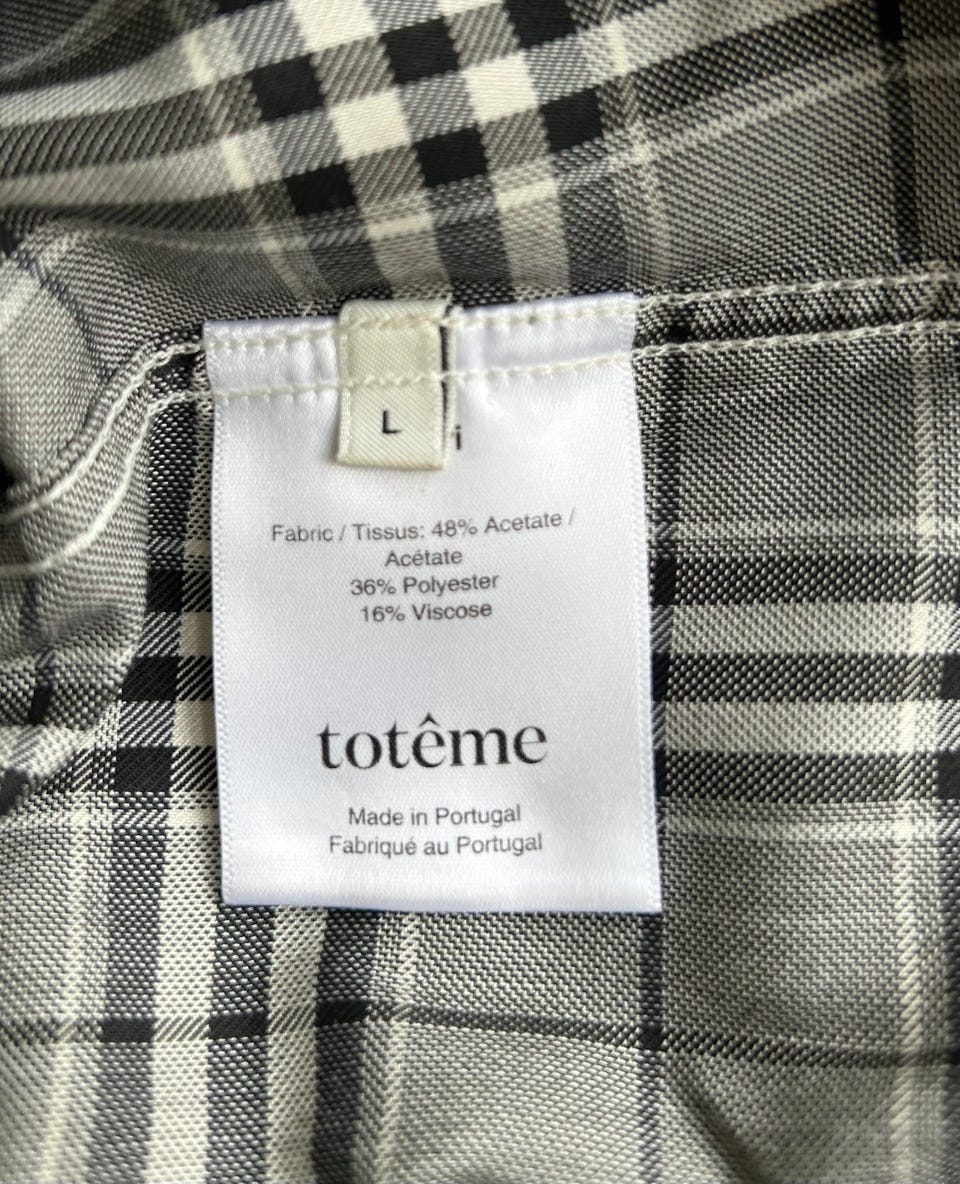 L
i
Fabric / Tissus: 48% Acetate /
Acétate
36% Polyester
16% Viscose
totême
Made in Portugal
Fabriqué au Portugal